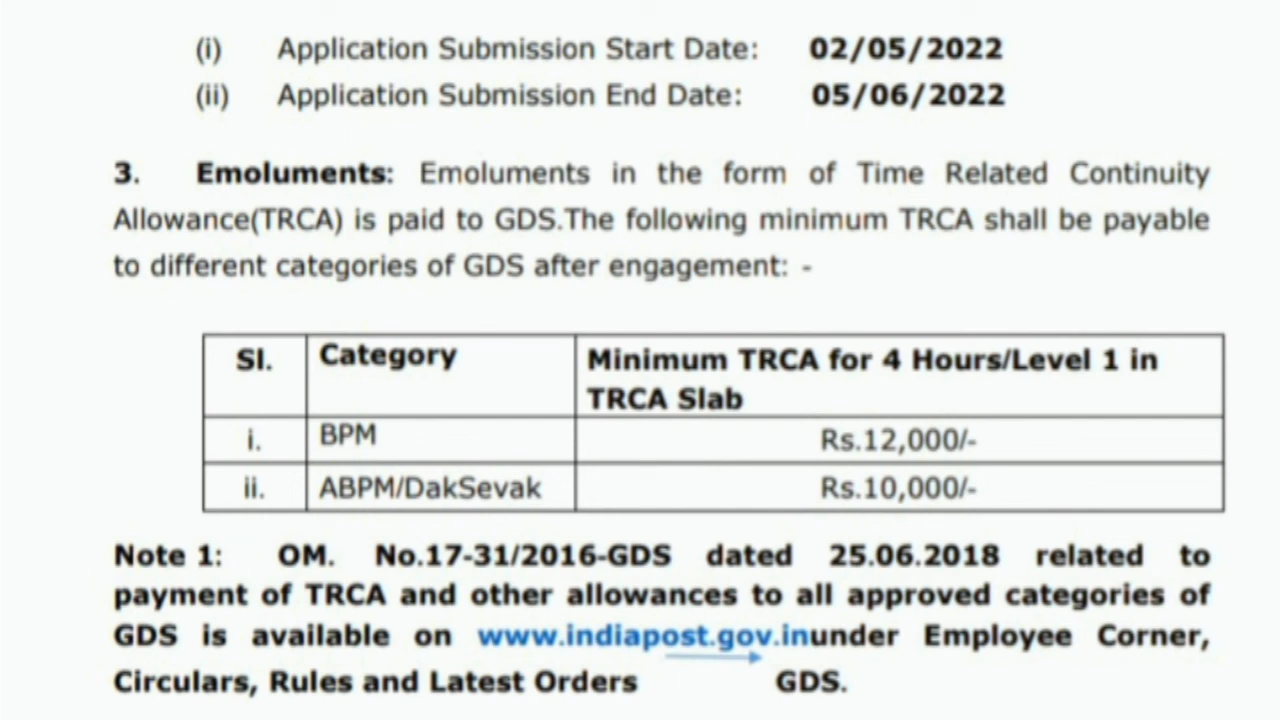 (i) Application Submission Start Date: 02/05/2022
(ii) Application Submission End Date: 05/06/2022
3. Emoluments: Emoluments in the form of Time Related Continuity
Allowance(TRCA) is paid to GDS.The following minimum TRCA shall be payable
to different categories of GDS after engagement: -
Sl. Category Minimum TRCA for 4 Hours/Level 1 in
TRCA Slab
i. BPM Rs.12,000/-
ii. ABPM/DakSevak Rs.10,000/-
Note 1: OM. No.17-31/2016-GDS dated 25.06.2018 related to
payment of TRCA and other allowances to all approved categories of
GDS is available on www.indiapost.gov.inunder Employee Corner,
Circulars, Rules and Latest Orders GDS.